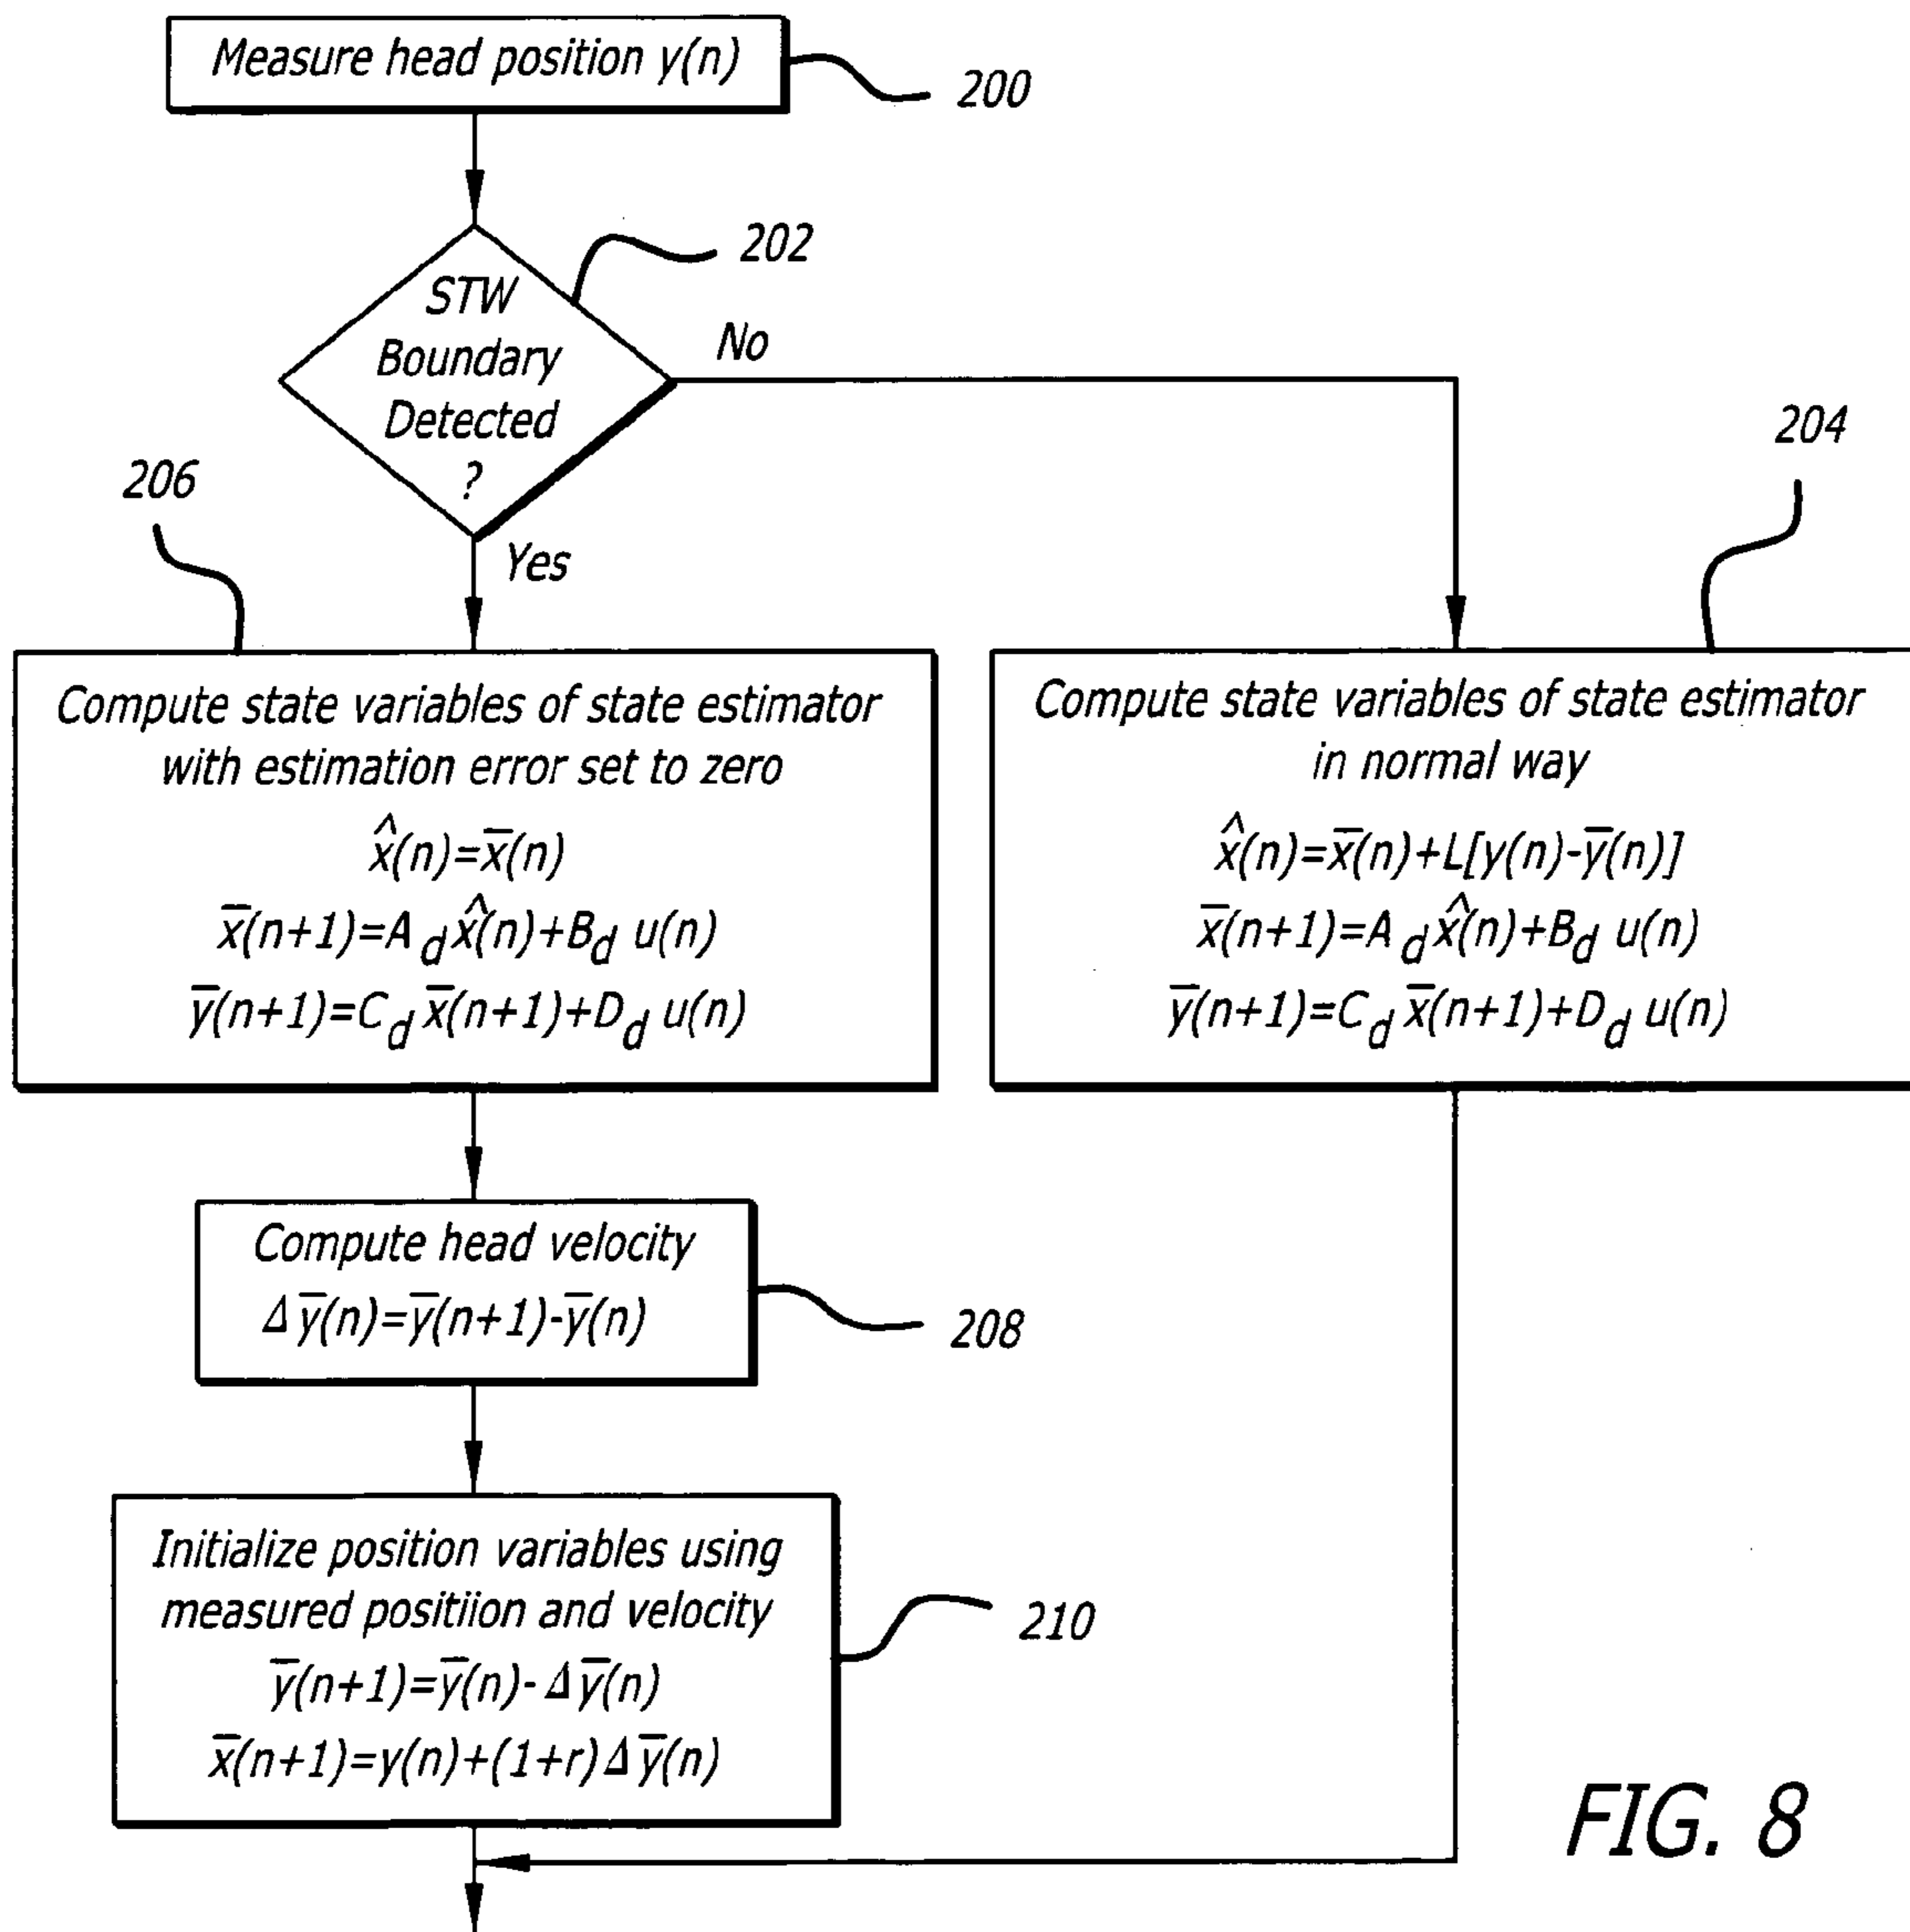 Measure head position y(n)
200
202
STW
Boundary
Detected
?
No
Yes
204
206
Compute state variables of state estimator
with estimation error set to zero
x̂(n)=x̅(n)
x̅(n+1)=A_d x̂(n)+B_d u(n)
y̅(n+1)=C_d x̅(n+1)+D_d u(n)
Compute state variables of state estimator
in normal way
x̂(n)=x̅(n)+L[y(n)-y̅(n)]
x̅(n+1)=A_d x̂(n)+B_d u(n)
y̅(n+1)=C_d x̅(n+1)+D_d u(n)
Compute head velocity
Δy̅(n)=y̅(n+1)-y̅(n)
208
Initialize position variables using
measured positiion and velocity
y̅(n+1)=y̅(n)-Δy̅(n)
x̅(n+1)=y(n)+(1+r)Δy̅(n)
210
FIG. 8